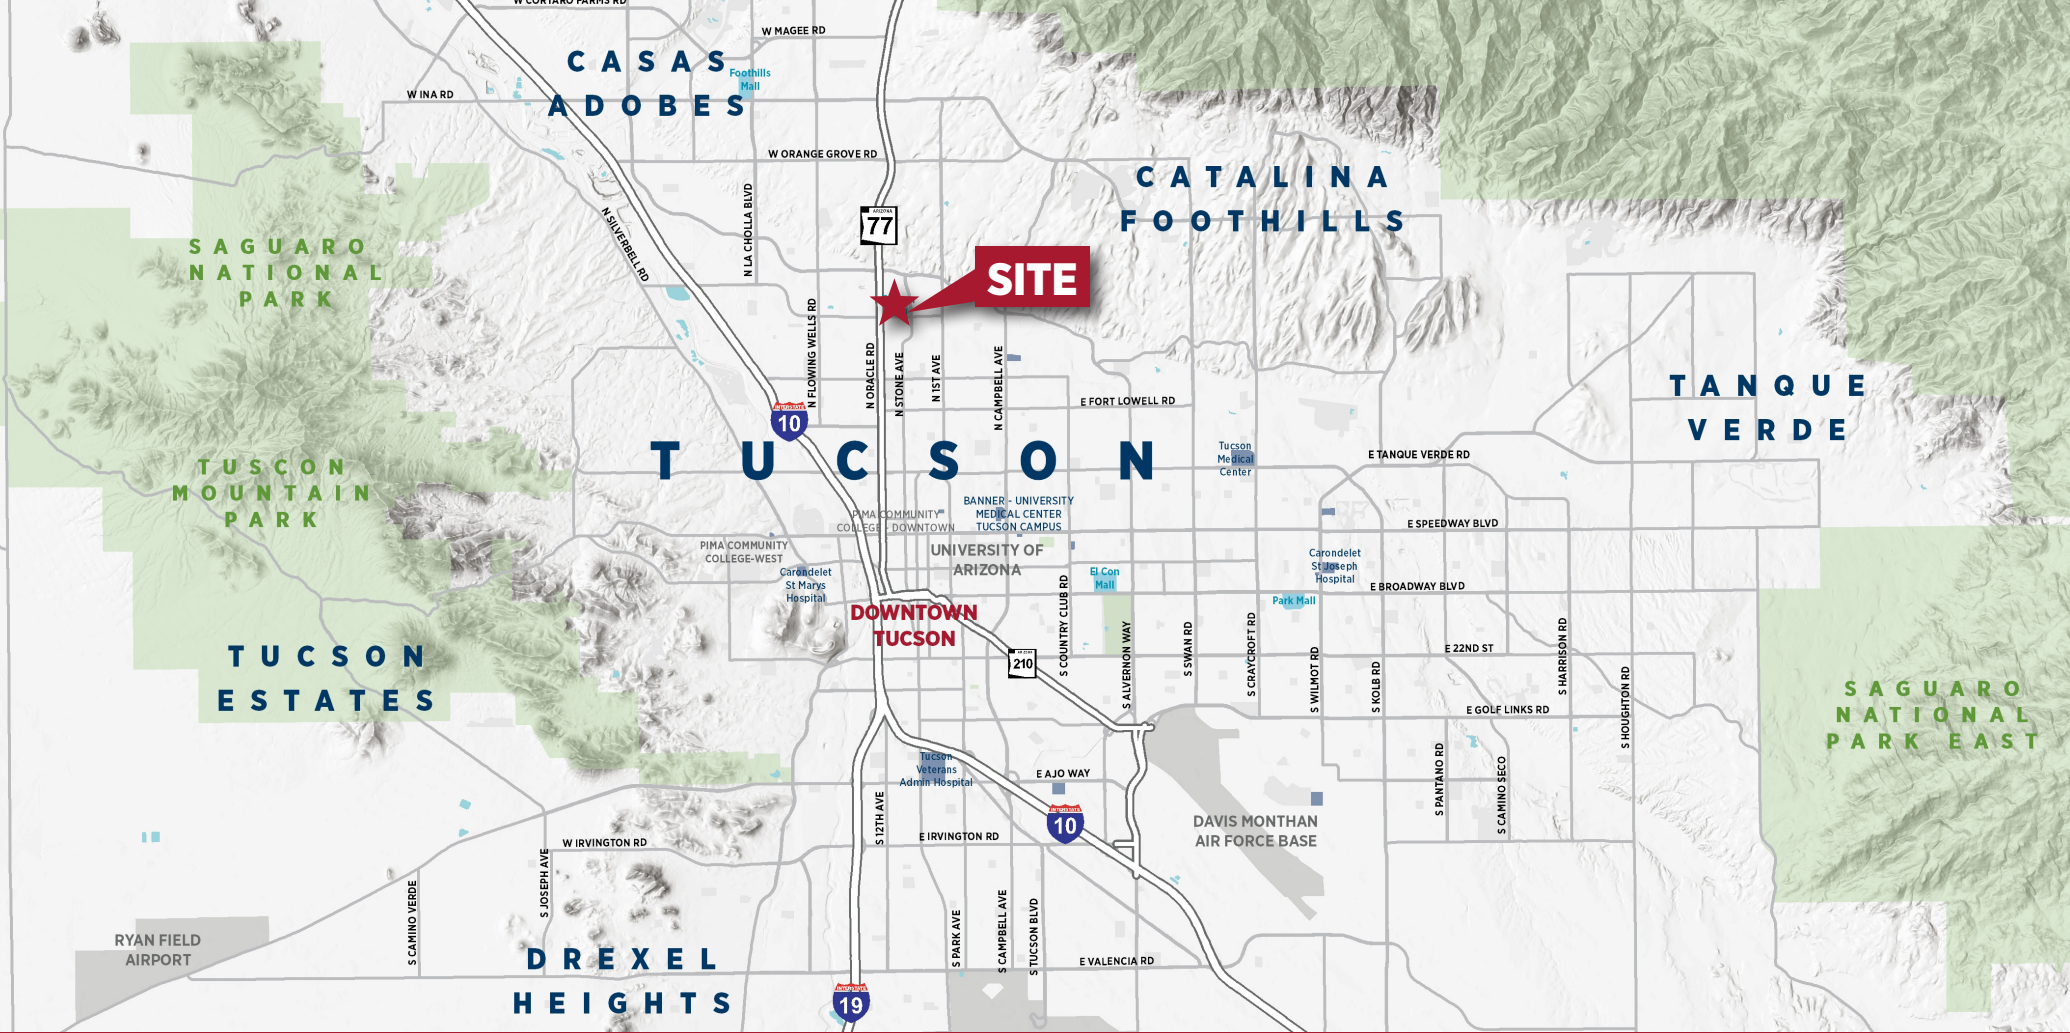 W CORTARO FARMS RD
W MAGEE RD
CASAS
ADOBES
Foothills
Mall
W INA RD
W ORANGE GROVE RD
CATALINA
FOOTHILLS
N LA CHOLLA BLVD
N SILVERBELL RD
ARIZONA
77
SAGUARO
NATIONAL
PARK
SITE
N FLOWING WELLS RD
N ORACLE RD
N STONE AVE
N 1ST AVE
N CAMPBELL AVE
E FORT LOWELL RD
TANQUE
VERDE
INTERSTATE
10
TUCSON
Tucson
Medical
Center
E TANQUE VERDE RD
TUSCON
MOUNTAIN
PARK
BANNER - UNIVERSITY
MEDICAL CENTER
TUCSON CAMPUS
PIMA COMMUNITY
COLLEGE - DOWNTOWN
E SPEEDWAY BLVD
PIMA COMMUNITY
COLLEGE-WEST
UNIVERSITY OF
ARIZONA
Carondelet
St Marys
Hospital
El Con
Mall
Carondelet
St Joseph
Hospital
E BROADWAY BLVD
Park Mall
DOWNTOWN
TUCSON
S COUNTRY CLUB RD
S ALVERNON WAY
S SWAN RD
S CRAYCROFT RD
S WILMOT RD
S KOLB RD
E 22ND ST
S HARRISON RD
S HOUGHTON RD
ARIZONA
210
TUCSON
ESTATES
E GOLF LINKS RD
SAGUARO
NATIONAL
PARK EAST
Tucson
Veterans
Admin Hospital
E AJO WAY
S PANTANO RD
S CAMINO SECO
S 12TH AVE
INTERSTATE
10
E IRVINGTON RD
W IRVINGTON RD
DAVIS MONTHAN
AIR FORCE BASE
S JOSEPH AVE
S CAMINO VERDE
S PARK AVE
S CAMPBELL AVE
S TUCSON BLVD
RYAN FIELD
AIRPORT
DREXEL
HEIGHTS
E VALENCIA RD
INTERSTATE
19